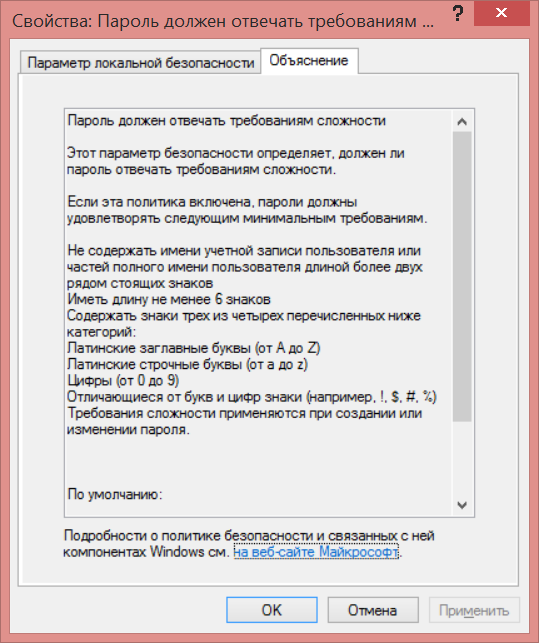 Свойства: Пароль должен отвечать требованиям ...
?
Параметр локальной безопасности
Объяснение
Пароль должен отвечать требованиям сложности
Этот параметр безопасности определяет, должен ли
пароль отвечать требованиям сложности.
Если эта политика включена, пароли должны
удовлетворять следующим минимальным требованиям.
Не содержать имени учетной записи пользователя или
частей полного имени пользователя длиной более двух
рядом стоящих знаков
Иметь длину не менее 6 знаков
Содержать знаки трех из четырех перечисленных ниже
категорий:
Латинские заглавные буквы (от A до Z)
Латинские строчные буквы (от a до z)
Цифры (от 0 до 9)
Отличающиеся от букв и цифр знаки (например, !, $, #, %)
Требования сложности применяются при создании или
изменении пароля.
По умолчанию:
Подробности о политике безопасности и связанных с ней
компонентах Windows см. на веб-сайте Майкрософт.
ОК
Отмена
Применить